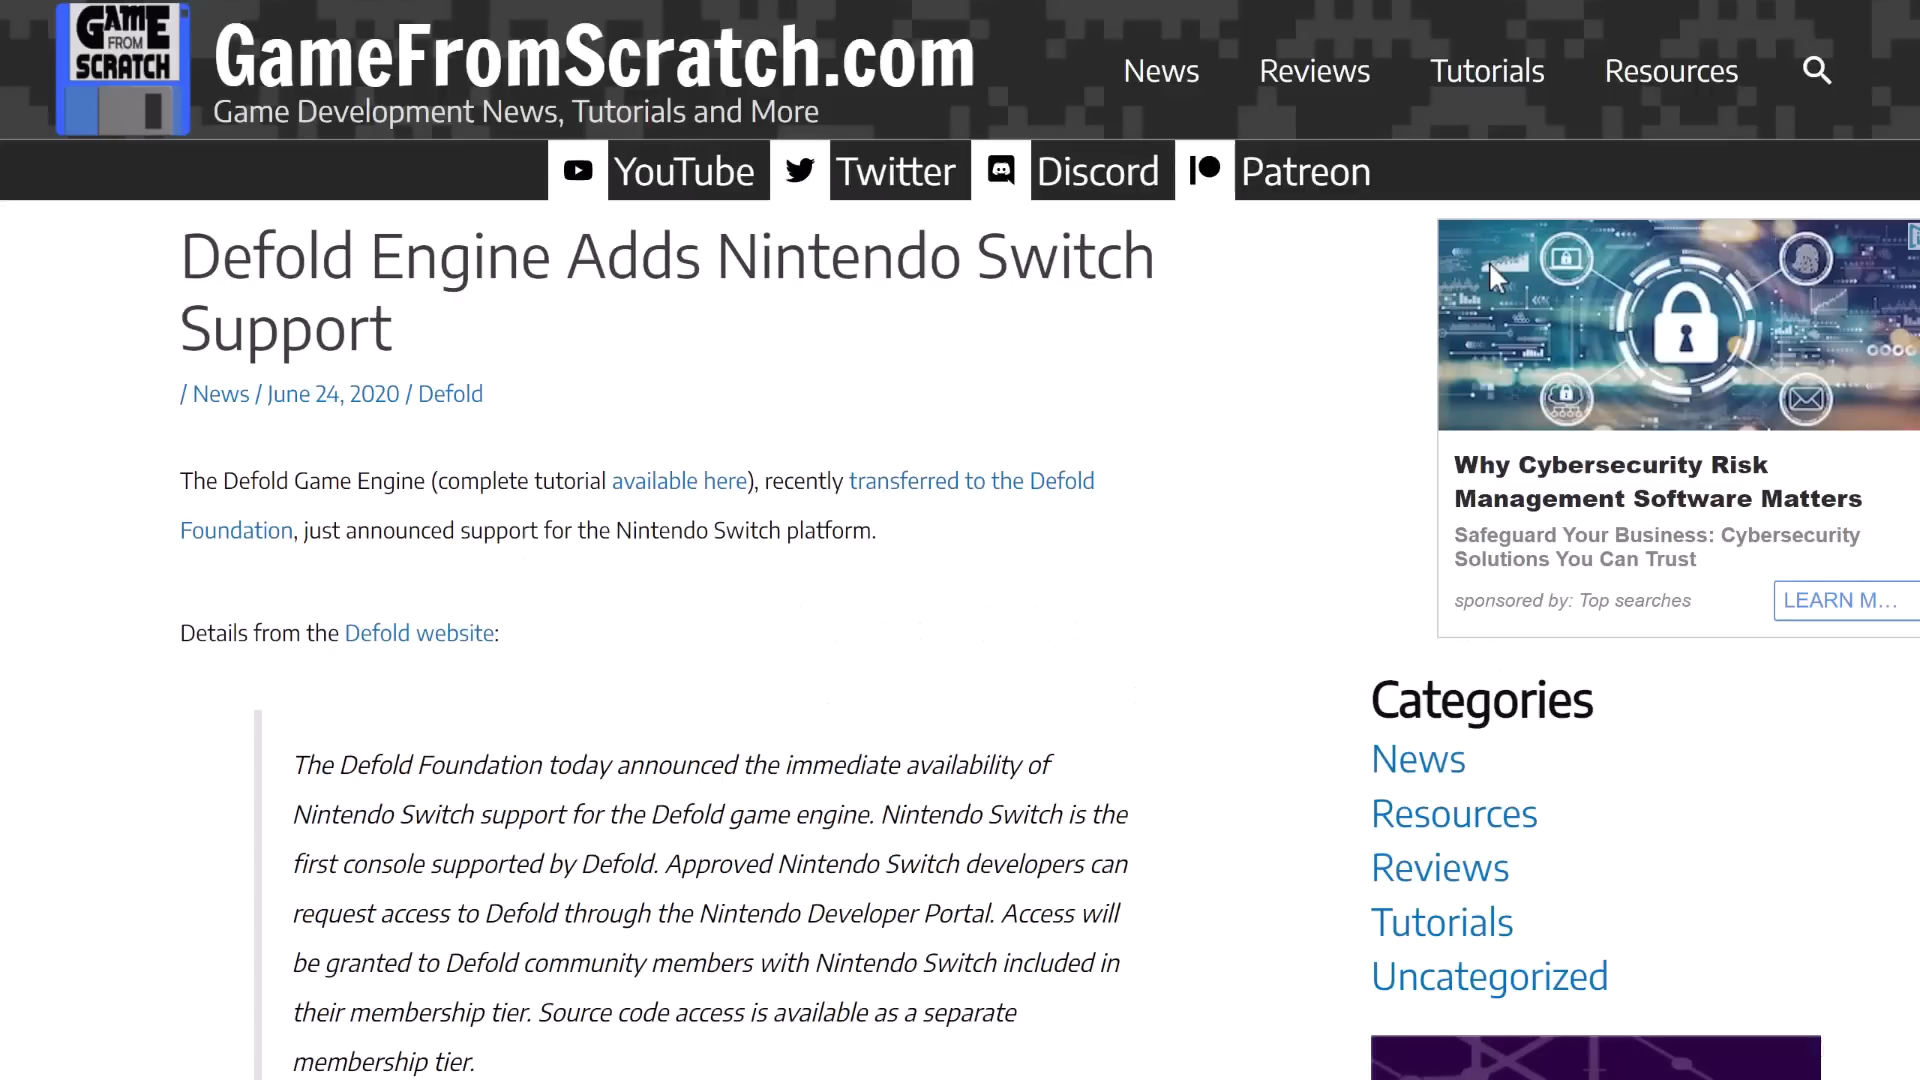 GAME
FROM
SCRATCH
GameFromScratch.com
Game Development News, Tutorials and More
News
Reviews
Tutorials
Resources
YouTube
Twitter
Discord
Patreon
Defold Engine Adds Nintendo Switch
Support
/ News / June 24, 2020 / Defold
The Defold Game Engine (complete tutorial available here), recently transferred to the Defold
Foundation, just announced support for the Nintendo Switch platform.
Details from the Defold website:
The Defold Foundation today announced the immediate availability of
Nintendo Switch support for the Defold game engine. Nintendo Switch is the
first console supported by Defold. Approved Nintendo Switch developers can
request access to Defold through the Nintendo Developer Portal. Access will
be granted to Defold community members with Nintendo Switch included in
their membership tier. Source code access is available as a separate
membership tier.
Why Cybersecurity Risk
Management Software Matters
Safeguard Your Business: Cybersecurity
Solutions You Can Trust
sponsored by: Top searches
LEARN M...
Categories
News
Resources
Reviews
Tutorials
Uncategorized